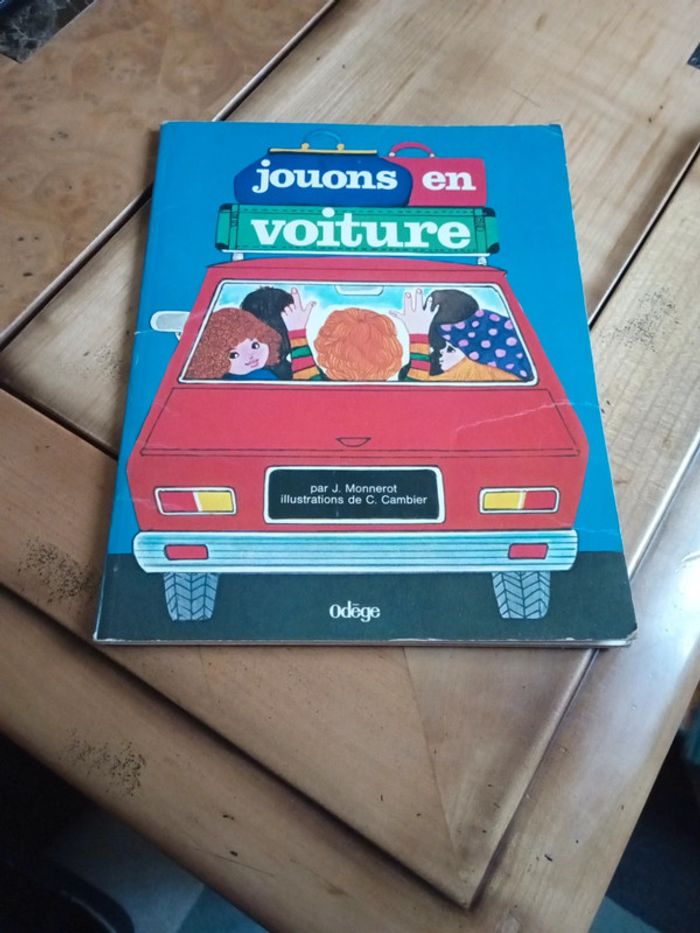 jouons en
voiture
par J. Monnerot
illustrations de C. Cambier
Odège